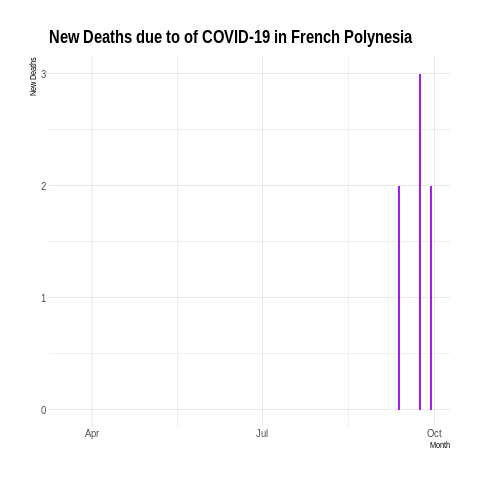 New Deaths due to of COVID-19 in French Polynesia
New Deaths
3
2
1
0
Apr
Jul
Oct
Month